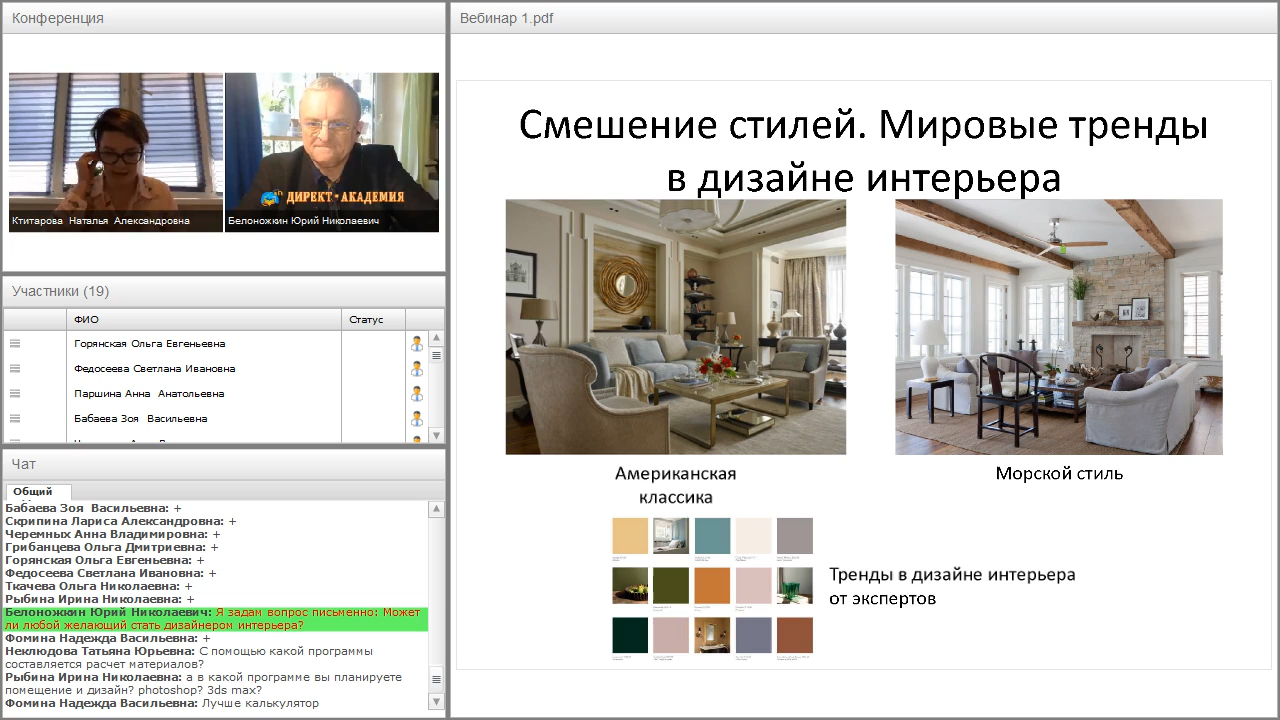 Конференция
Ктитарова Наталья Александровна
ДИРЕКТ-АКАДЕМИЯ
Белоножкин Юрий Николаевич
Участники (19)
ФИО
Статус
Горянская Ольга Евгеньевна
Федосеева Светлана Ивановна
Паршина Анна Анатольевна
Бабаева Зоя Васильевна
Чат
Общий
Бабаева Зоя Васильевна: +
Скрипина Лариса Александровна: +
Черемных Анна Владимировна: +
Грибанцева Ольга Дмитриевна: +
Горянская Ольга Евгеньевна: +
Федосеева Светлана Ивановна: +
Ткачева Ольга Николаевна: +
Рыбина Ирина Николаевна: +
Белоножкин Юрий Николаевич: Я задам вопрос письменно: Может
ли любой желающий стать дизайнером интерьера?
Фомина Надежда Васильевна: +
Наслюдова Татьяна Юрьевна: С помощью какой программы
составляется расчет материалов?
Рыбина Ирина Николаевна: а в какой программе вы планируете
помещение и дизайн? photoshop? 3ds max?
Фомина Надежда Васильевна: Лучше калькулятор
Вебинар 1.pdf
Смешение стилей. Мировые тренды
в дизайне интерьера
Американская
классика
Морской стиль
Тренды в дизайне интерьера
от экспертов